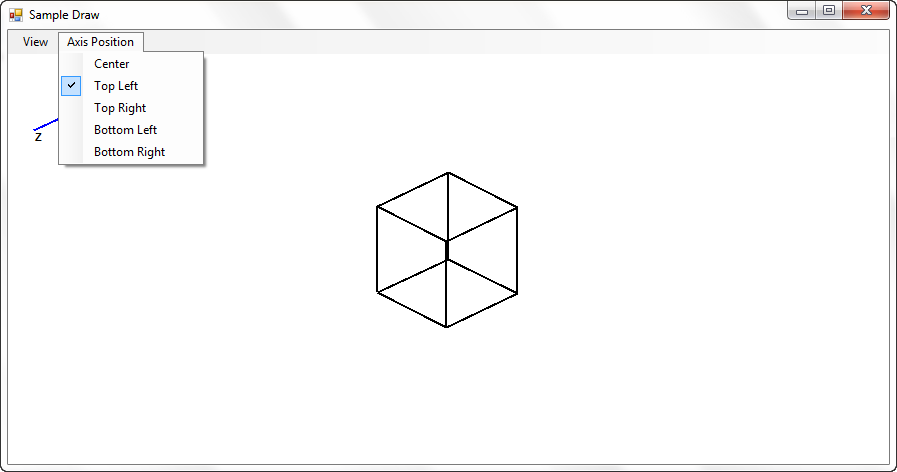 Sample Draw
View Axis Position
Center
Top Left
Top Right
Bottom Left
Bottom Right
Z